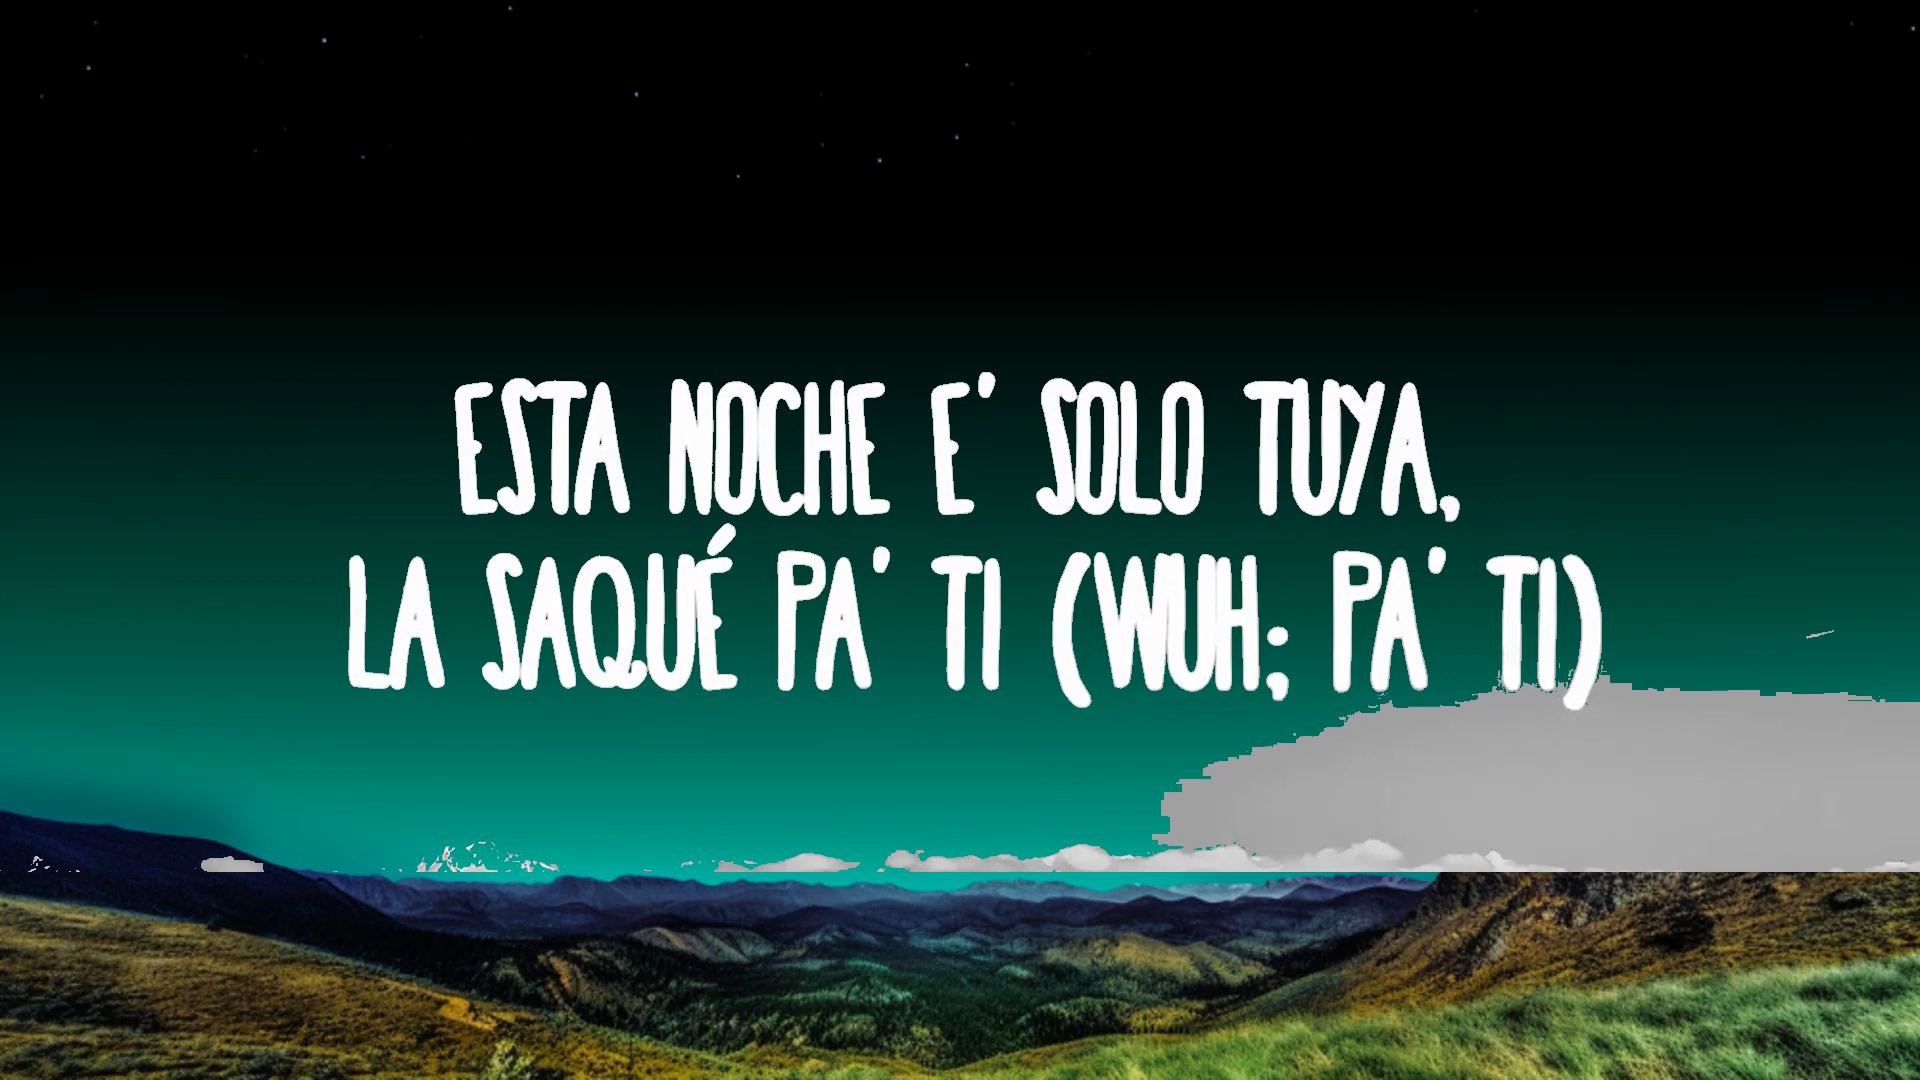 ESTA NOCHE E' SOLO TUYA,
LA SAQUÉ PA' TI (WUH; PA' TI)